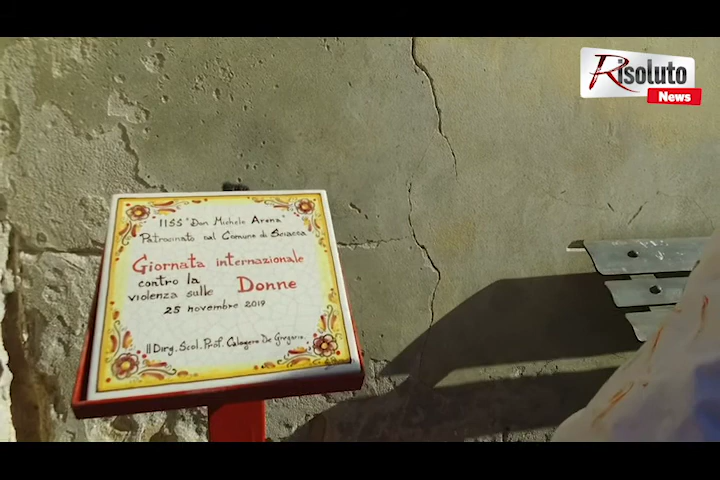 Risoluto
News
IISS "Don Michele Arena"
Patrocinato dal Comune di Sciacca
Giornata internazionale
contro la
violenza sulle Donne
25 novembre 2019
Il Dirg. Scol. Prof. Calogero De Gregorio